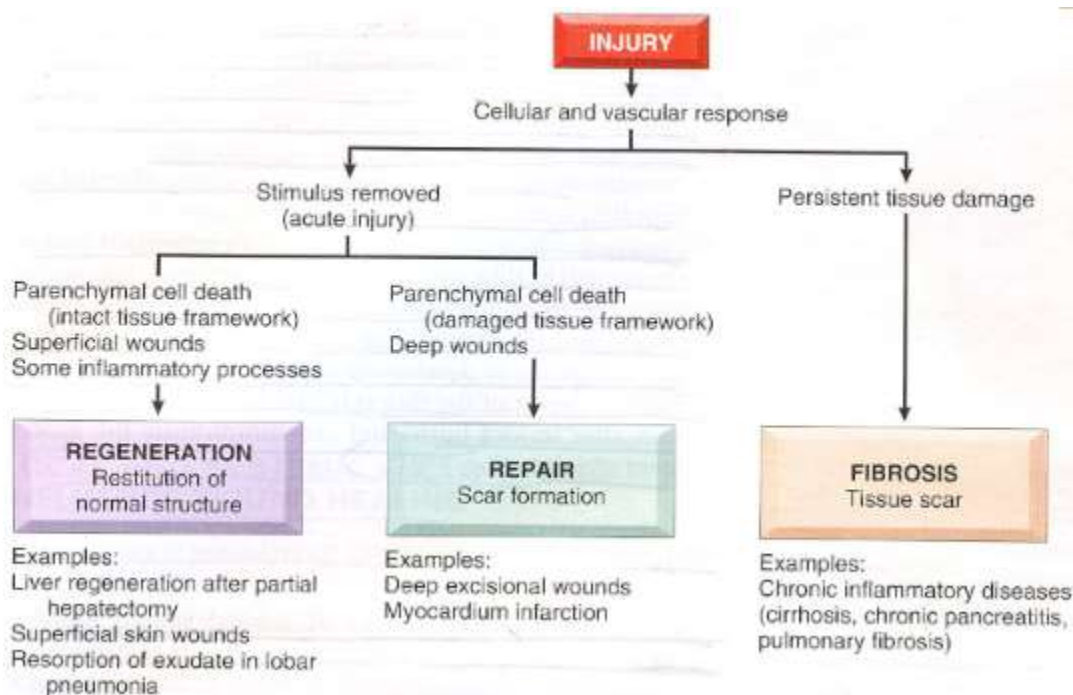 INJURY
Cellular and vascular response
Stimulus removed
(acute injury)
Persistent tissue damage
Parenchymal cell death
(intact tissue framework)
Superficial wounds
Some inflammatory processes
Parenchymal cell death
(damaged tissue framework)
Deep wounds
REGENERATION
Restitution of
normal structure
REPAIR
Scar formation
FIBROSIS
Tissue scar
Examples:
Liver regeneration after partial
hepatectomy
Superficial skin wounds
Resorption of exudate in lobar
pneumonia
Examples:
Deep excisional wounds
Myocardium infarction
Examples:
Chronic inflammatory diseases
(cirrhosis, chronic pancreatitis,
pulmonary fibrosis)